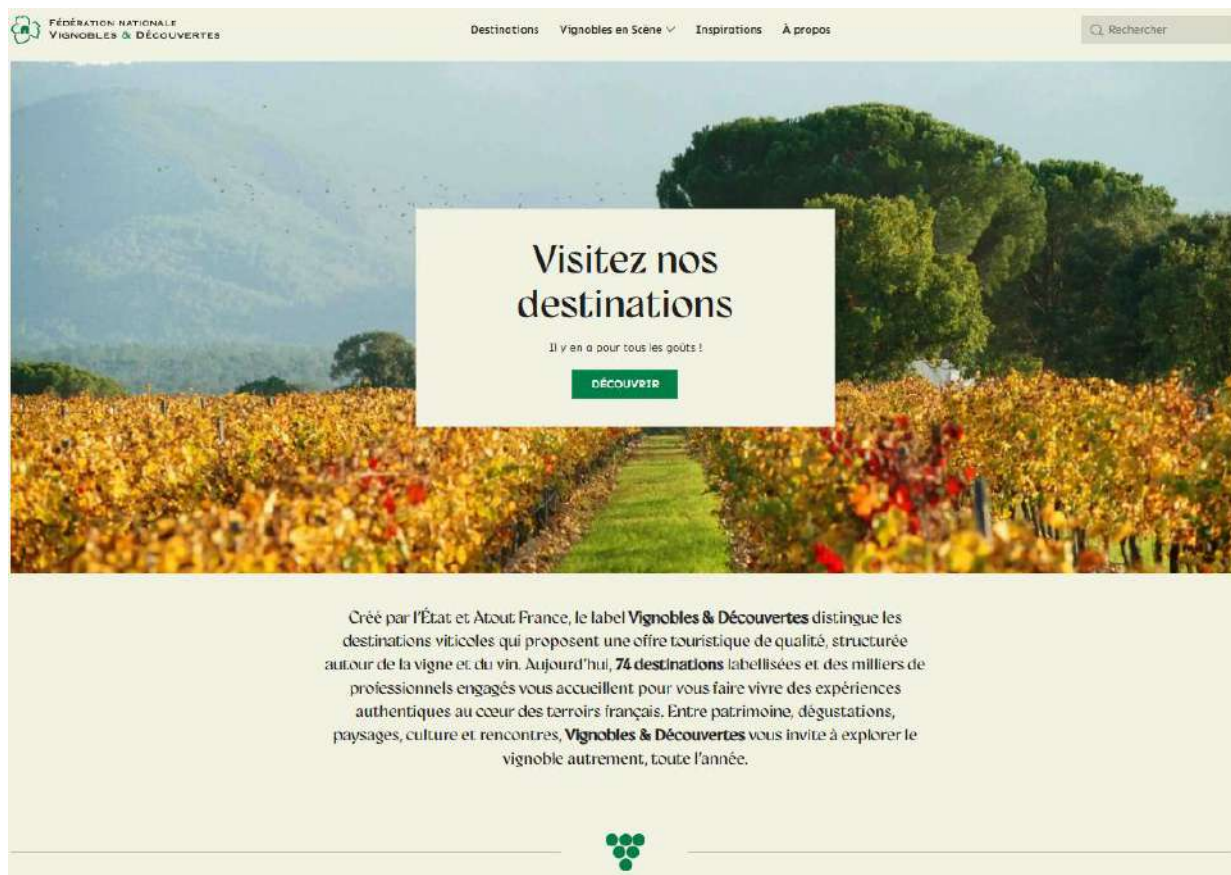 FÉDÉRATION NATIONALE
VIGNOBLES & DÉCOUVERTES
Destinations Vignobles en Scène Inspirations À propos
Rechercher
Visitez nos
destinations
Il y en a pour tous les goûts !
DÉCOUVRIR
Créé par l'État et Atout France, le label Vignobles & Découvertes distingue les
destinations viticoles qui proposent une offre touristique de qualité, structurée
autour de la vigne et du vin. Aujourd'hui, 74 destinations labellisées et des milliers de
professionnels engagés vous accueillent pour vous faire vivre des expériences
authentiques au cœur des terroirs français. Entre patrimoine, dégustations,
paysages, culture et rencontres, Vignobles & Découvertes vous invite à explorer le
vignoble autrement, toute l'année.